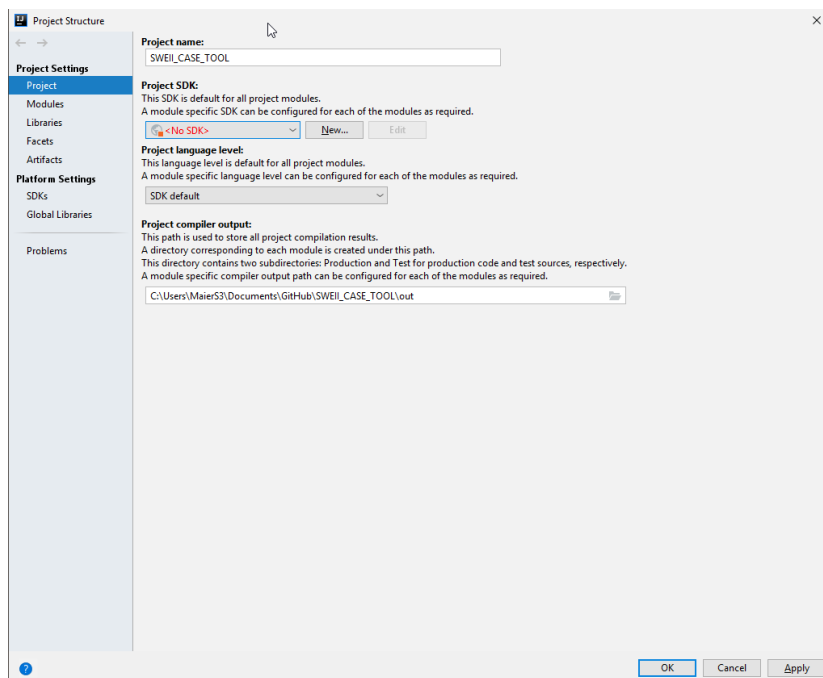 Project Structure
Project Settings
Project
Modules
Libraries
Facets
Artifacts
Platform Settings
SDKs
Global Libraries
Problems
Project name:
SWEII_CASE_TOOL
Project SDK:
This SDK is default for all project modules.
A module specific SDK can be configured for each of the modules as required.
<No SDK>
New...
Edit
Project language level:
This language level is default for all project modules.
A module specific language level can be configured for each of the modules as required.
SDK default
Project compiler output:
This path is used to store all project compilation results.
A directory corresponding to each module is created under this path.
This directory contains two subdirectories: Production and Test for production code and test sources, respectively.
A module specific compiler output path can be configured for each of the modules as required.
C:\Users\MaierS3\Documents\GitHub\SWEII_CASE_TOOL\out
?
OK
Cancel
Apply